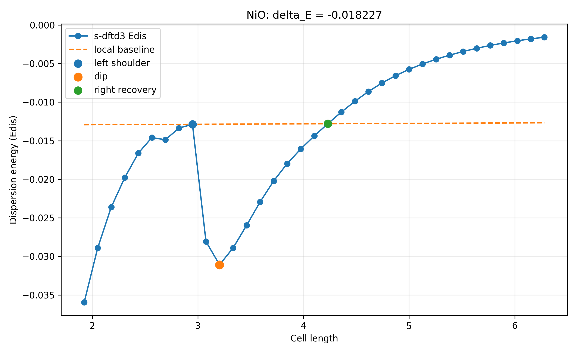 NiO: delta_E = -0.018227
s-dftd3 Edis
local baseline
left shoulder
dip
right recovery
Dispersion energy (Edis)
0.000
−0.005
−0.010
−0.015
−0.020
−0.025
−0.030
−0.035
2
3
4
5
6
Cell length